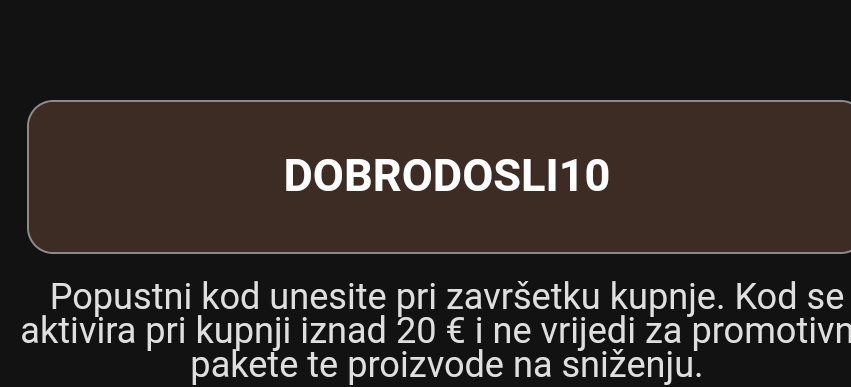 DOBRODOSLI10
Popustni kod unesite pri završetku kupnje. Kod se
aktivira pri kupnji iznad 20 € i ne vrijedi za promotivn
pakete te proizvode na sniženju.